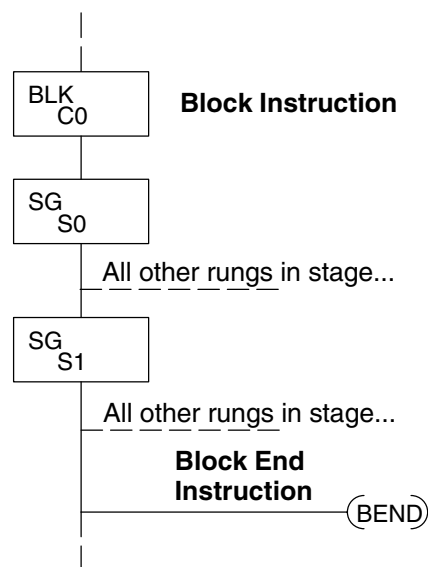 BLK
C0
Block Instruction
SG
S0
All other rungs in stage...
SG
S1
All other rungs in stage...
Block End
Instruction
(BEND)